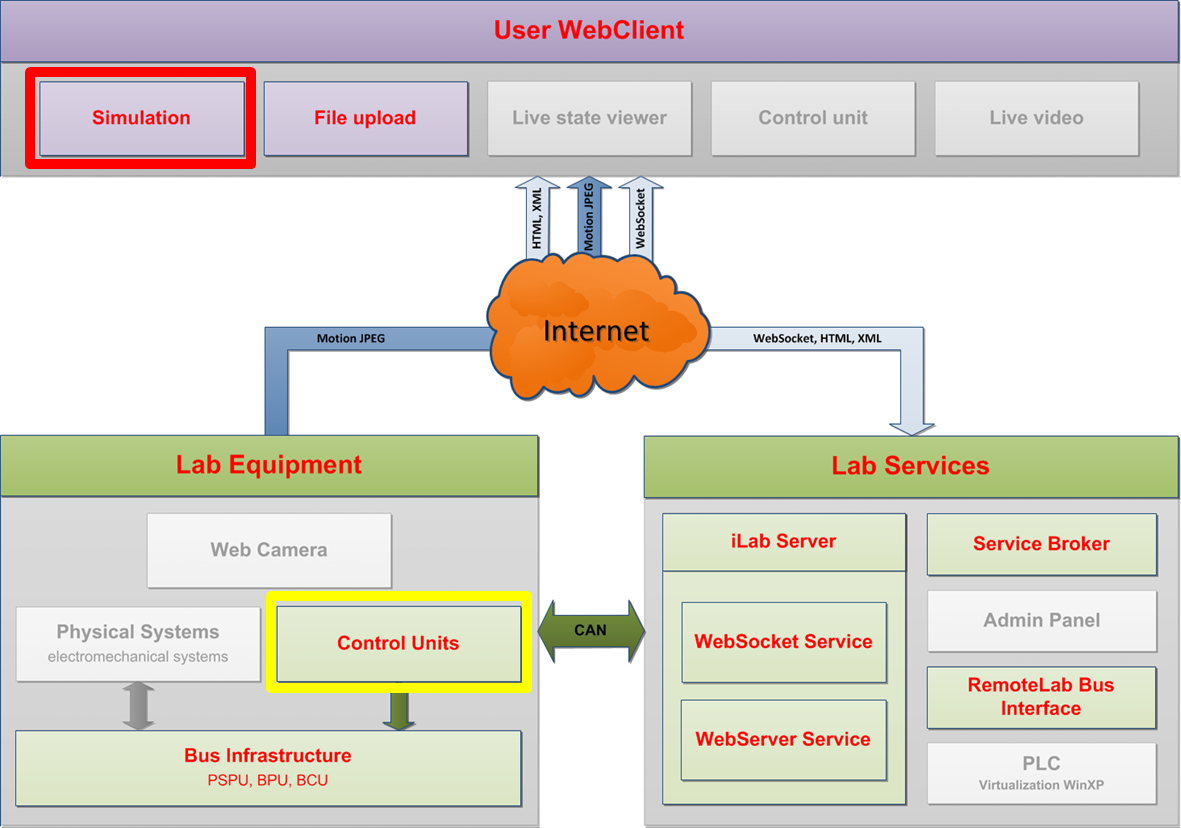 User WebClient
Simulation
File upload
Live state viewer
Control unit
Live video
HTML, XML
Motion JPEG
WebSocket
Internet
Motion JPEG
WebSocket, HTML, XML
Lab Equipment
Web Camera
Physical Systems
electromechanical systems
Control Units
Bus Infrastructure
PSPU, BPU, BCU
CAN
Lab Services
iLab Server
WebSocket Service
WebServer Service
Service Broker
Admin Panel
RemoteLab Bus
Interface
PLC
Virtualization WinXP